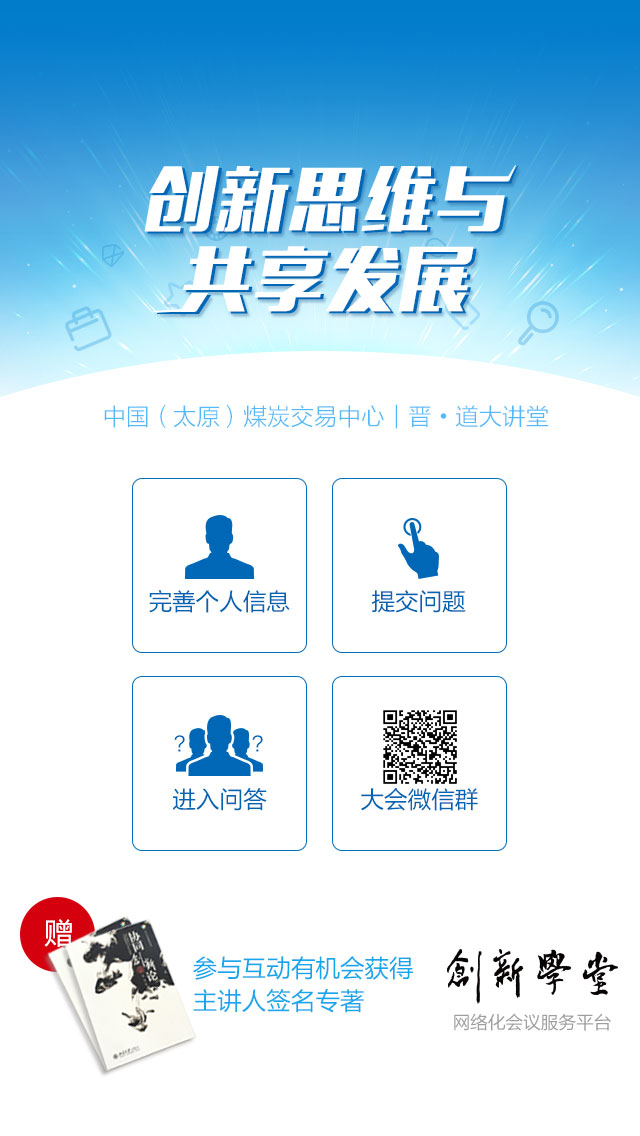 创新思维与
共享发展
中国（太原）煤炭交易中心｜晋·道大讲堂
完善个人信息
提交问题
? ?
进入问答
大会微信群
赠
参与互动有机会获得
主讲人签名专著
創新學堂
网络化会议服务平台